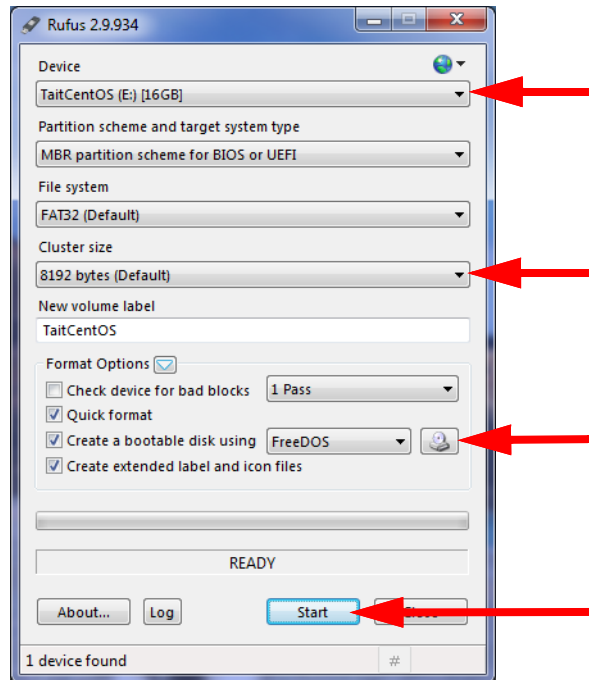 Rufus 2.9.934
Device
TaitCentOS (E:) [16GB]
Partition scheme and target system type
MBR partition scheme for BIOS or UEFI
File system
FAT32 (Default)
Cluster size
8192 bytes (Default)
New volume label
TaitCentOS
Format Options
Check device for bad blocks 1 Pass
Quick format
Create a bootable disk using FreeDOS
Create extended label and icon files
READY
About... Log Start
1 device found #